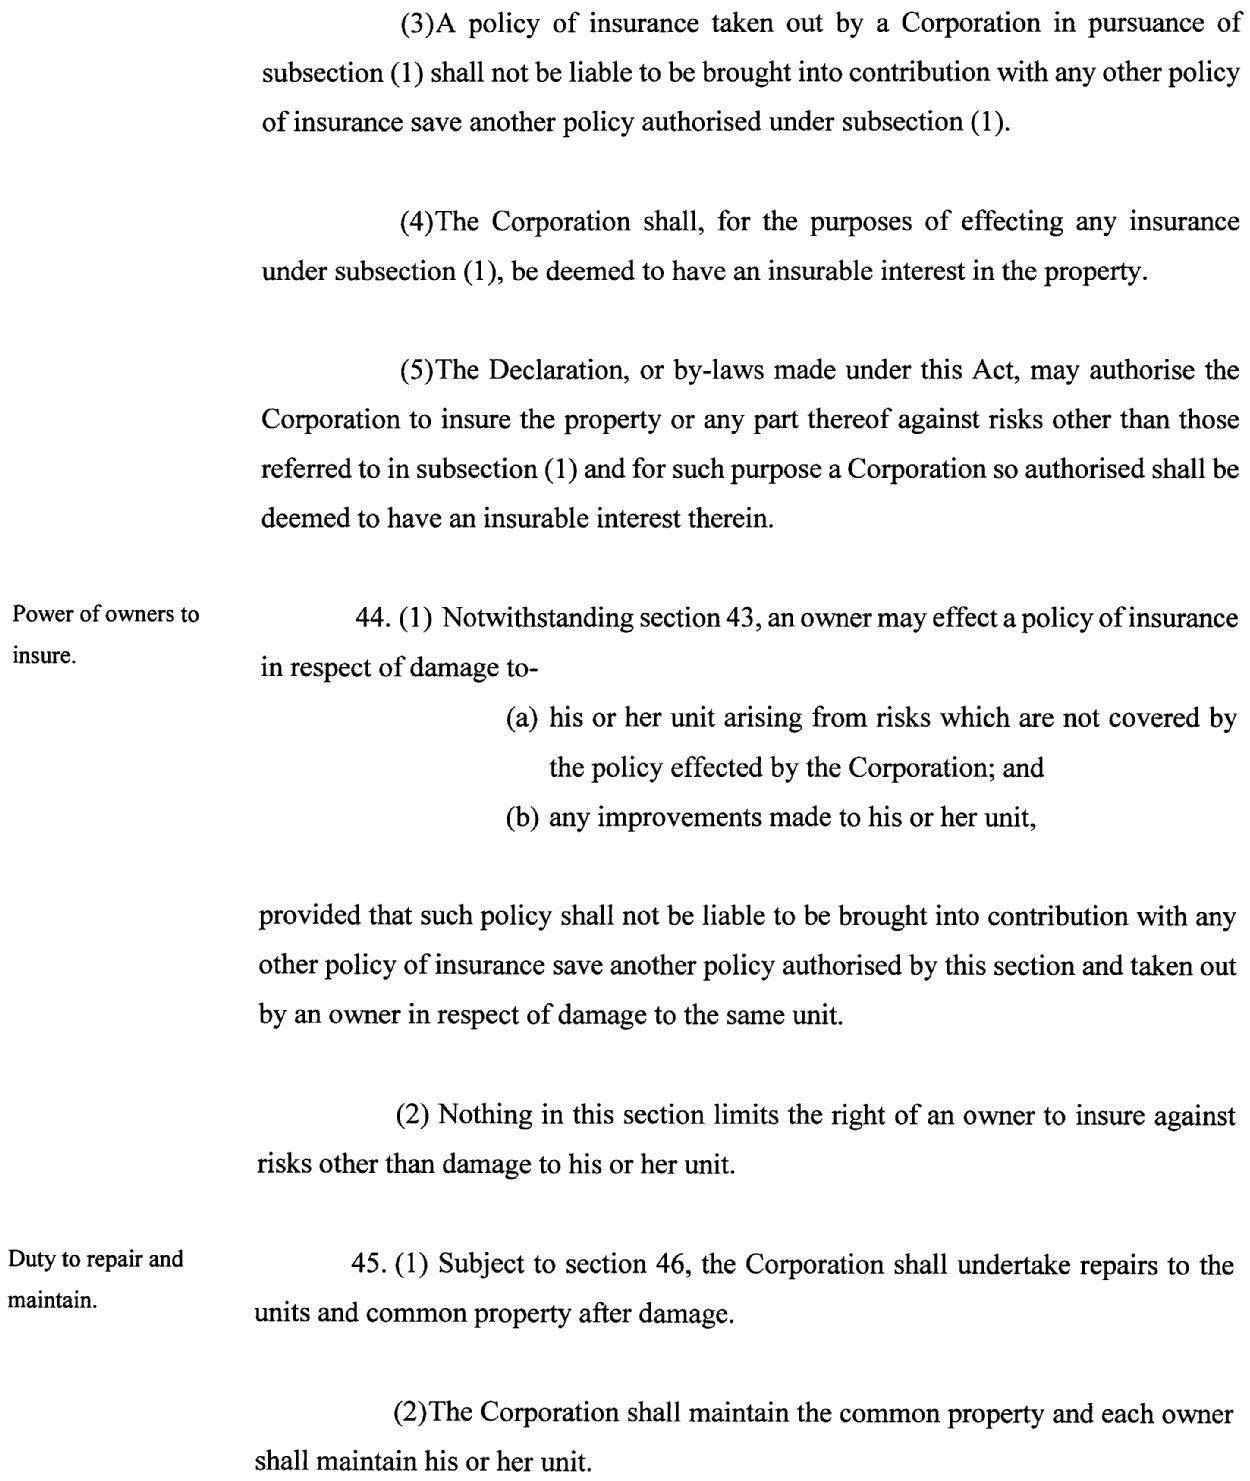 (3)A policy of insurance taken out by a Corporation in pursuance of
subsection (1) shall not be liable to be brought into contribution with any other policy
of insurance save another policy authorised under subsection (1).
(4)The Corporation shall, for the purposes of effecting any insurance
under subsection (1), be deemed to have an insurable interest in the property.
(5)The Declaration, or by-laws made under this Act, may authorise the
Corporation to insure the property or any part thereof against risks other than those
referred to in subsection (1) and for such purpose a Corporation so authorised shall be
deemed to have an insurable interest therein.
Power of owners to
insure.
44. (1) Notwithstanding section 43, an owner may effect a policy of insurance
in respect of damage to-
(a) his or her unit arising from risks which are not covered by
the policy effected by the Corporation; and
(b) any improvements made to his or her unit,
provided that such policy shall not be liable to be brought into contribution with any
other policy of insurance save another policy authorised by this section and taken out
by an owner in respect of damage to the same unit.
(2) Nothing in this section limits the right of an owner to insure against
risks other than damage to his or her unit.
Duty to repair and
maintain.
45. (1) Subject to section 46, the Corporation shall undertake repairs to the
units and common property after damage.
(2)The Corporation shall maintain the common property and each owner
shall maintain his or her unit.